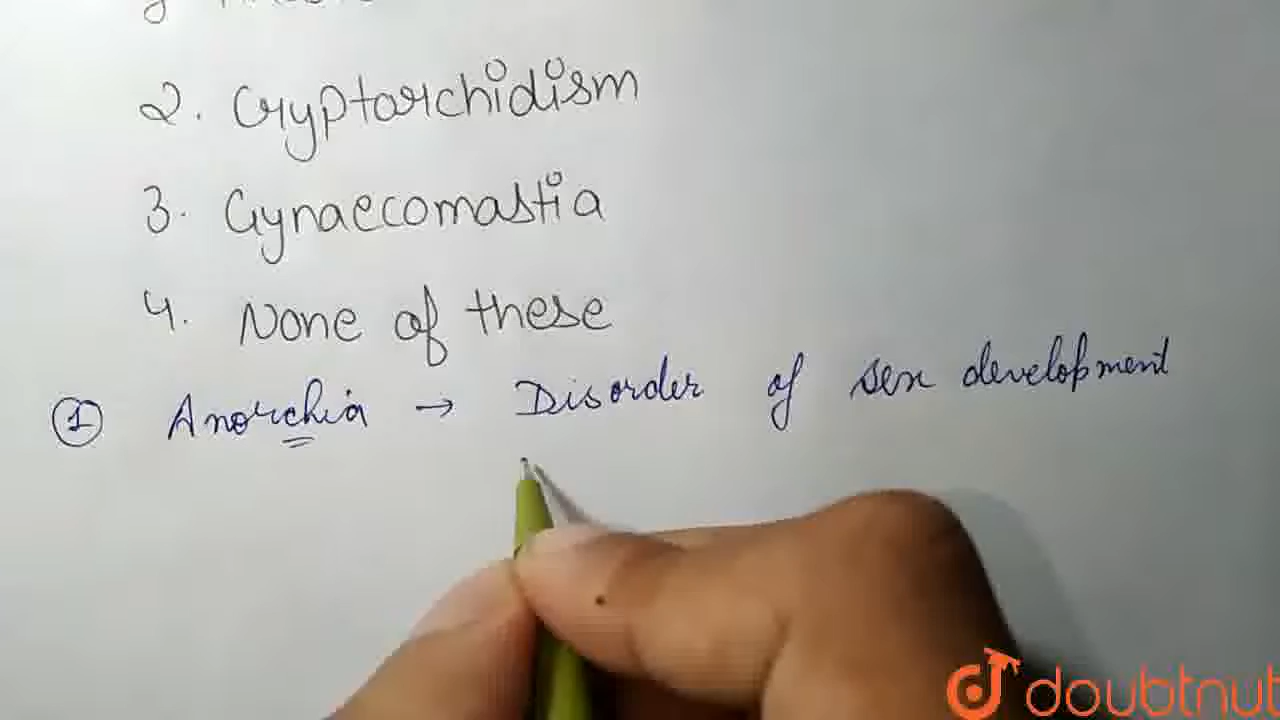 2. Cryptorchidism
3. Gynaecomastia
4. None of these
① Anorchia → Disorder of sex development
doubtnut